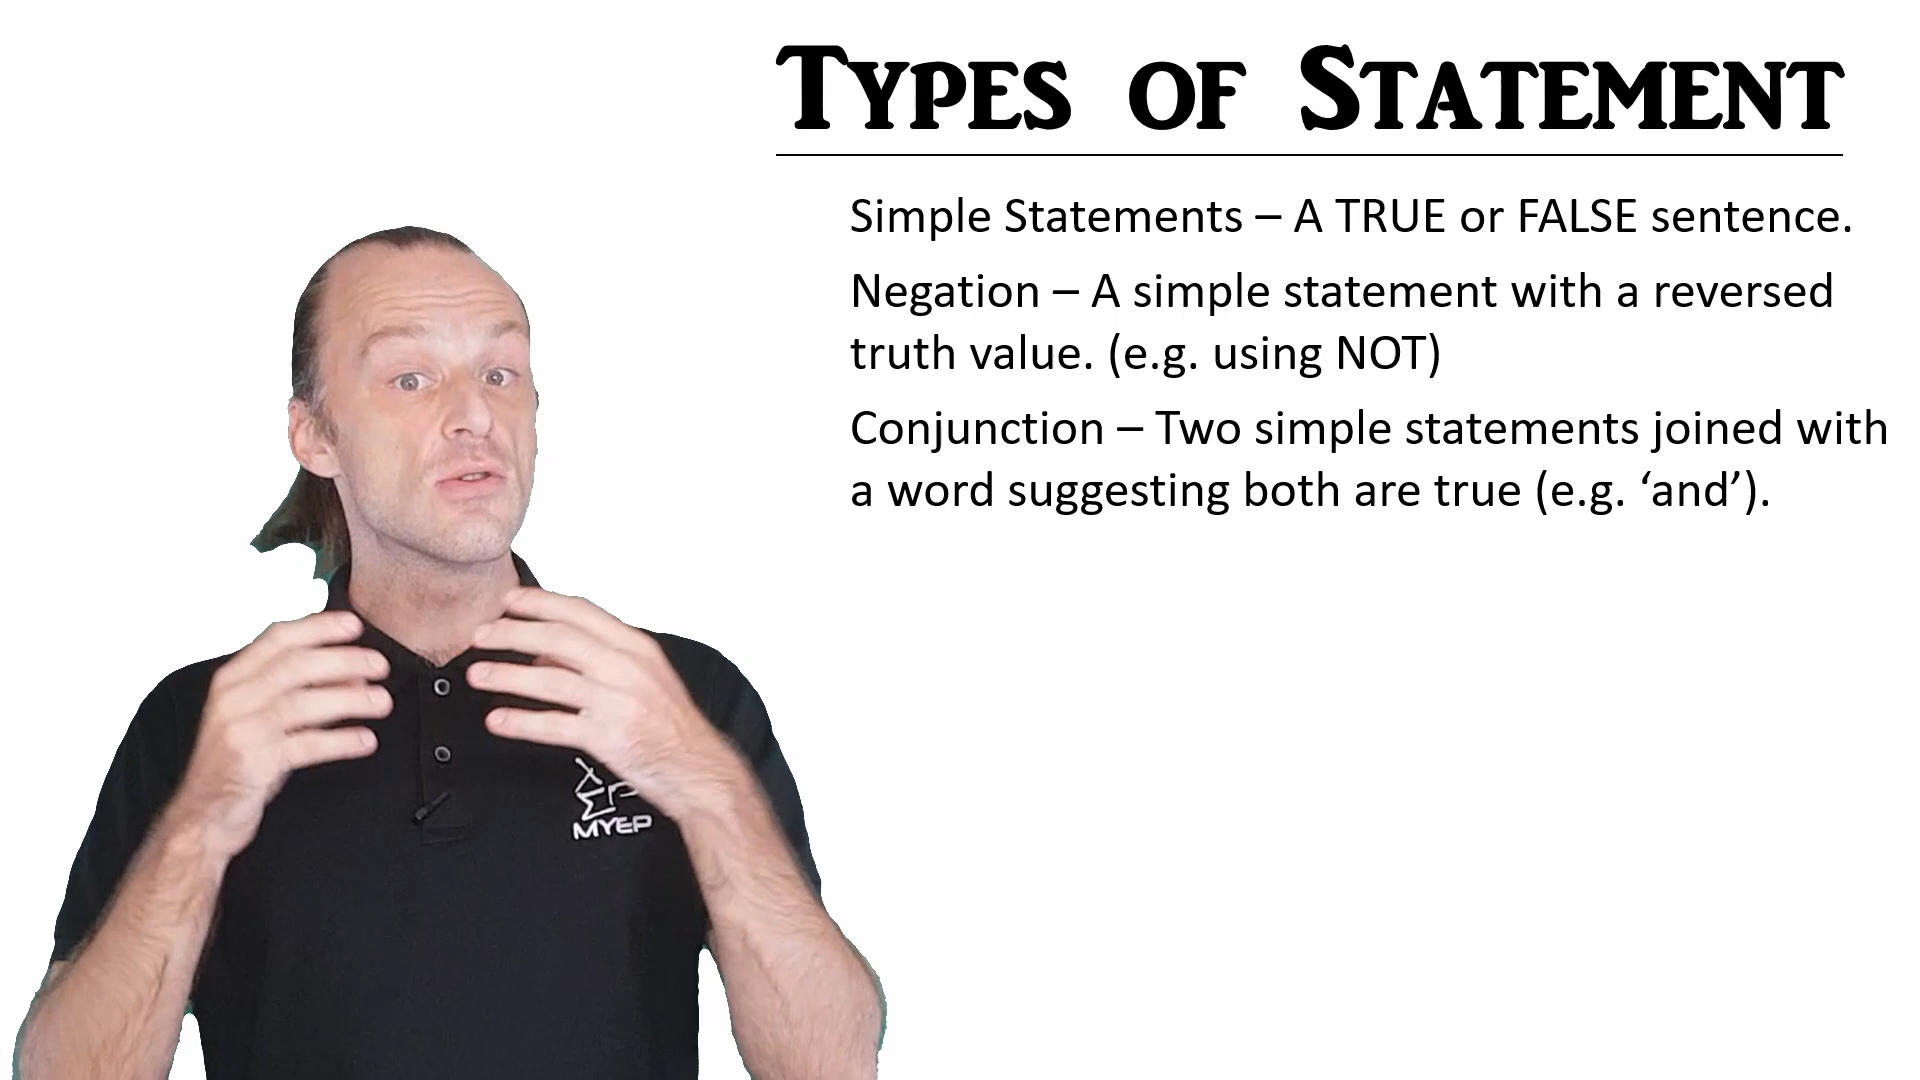 TYPES OF STATEMENT
Simple Statements – A TRUE or FALSE sentence.
Negation – A simple statement with a reversed
truth value. (e.g. using NOT)
Conjunction – Two simple statements joined with
a word suggesting both are true (e.g. ‘and’).
MYEP